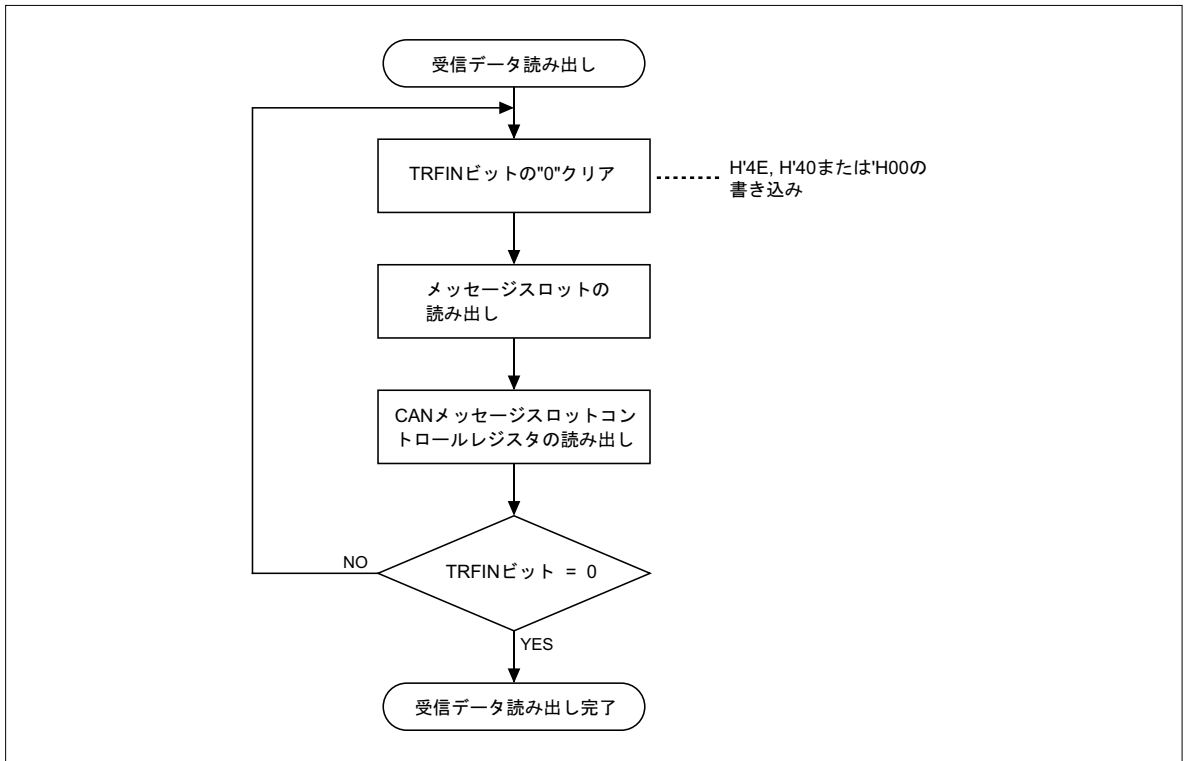 受信データ読み出し
TRFINビットの"0"クリア
H'4E, H'40または'H00の
書き込み
メッセージスロットの
読み出し
CANメッセージスロットコン
トロールレジスタの読み出し
NO
TRFINビット = 0
YES
受信データ読み出し完了